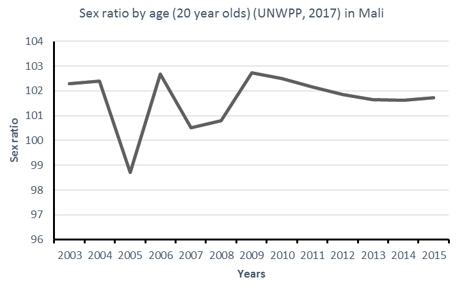 Sex ratio by age (20 year olds) (UNWPP, 2017) in Mali
104
103
102
101
100
99
98
97
96
Sex ratio
2003 2004 2005 2006 2007 2008 2009 2010 2011 2012 2013 2014 2015
Years